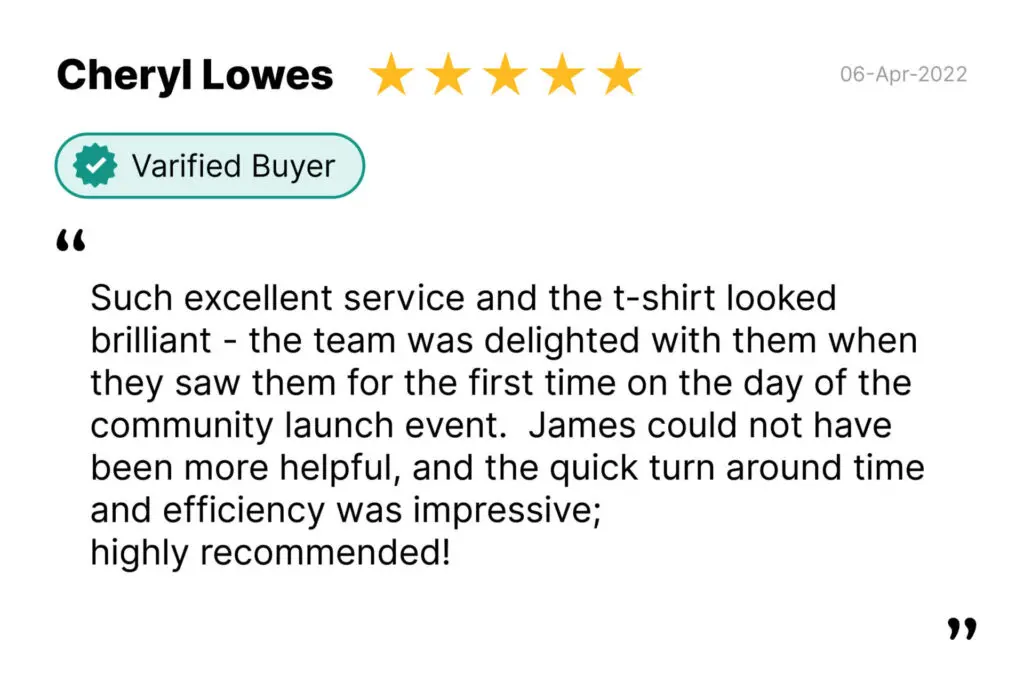 Cheryl Lowes
06-Apr-2022
Varified Buyer
“
Such excellent service and the t-shirt looked
brilliant - the team was delighted with them when
they saw them for the first time on the day of the
community launch event.  James could not have
been more helpful, and the quick turn around time
and efficiency was impressive;
highly recommended!
”